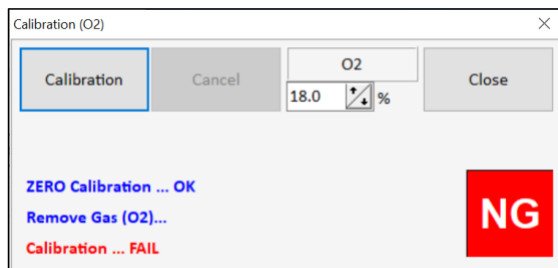 Calibration (O2)
Calibration
Cancel
O2
18.0 %
Close
ZERO Calibration ... OK
Remove Gas (O2)...
Calibration ... FAIL
NG